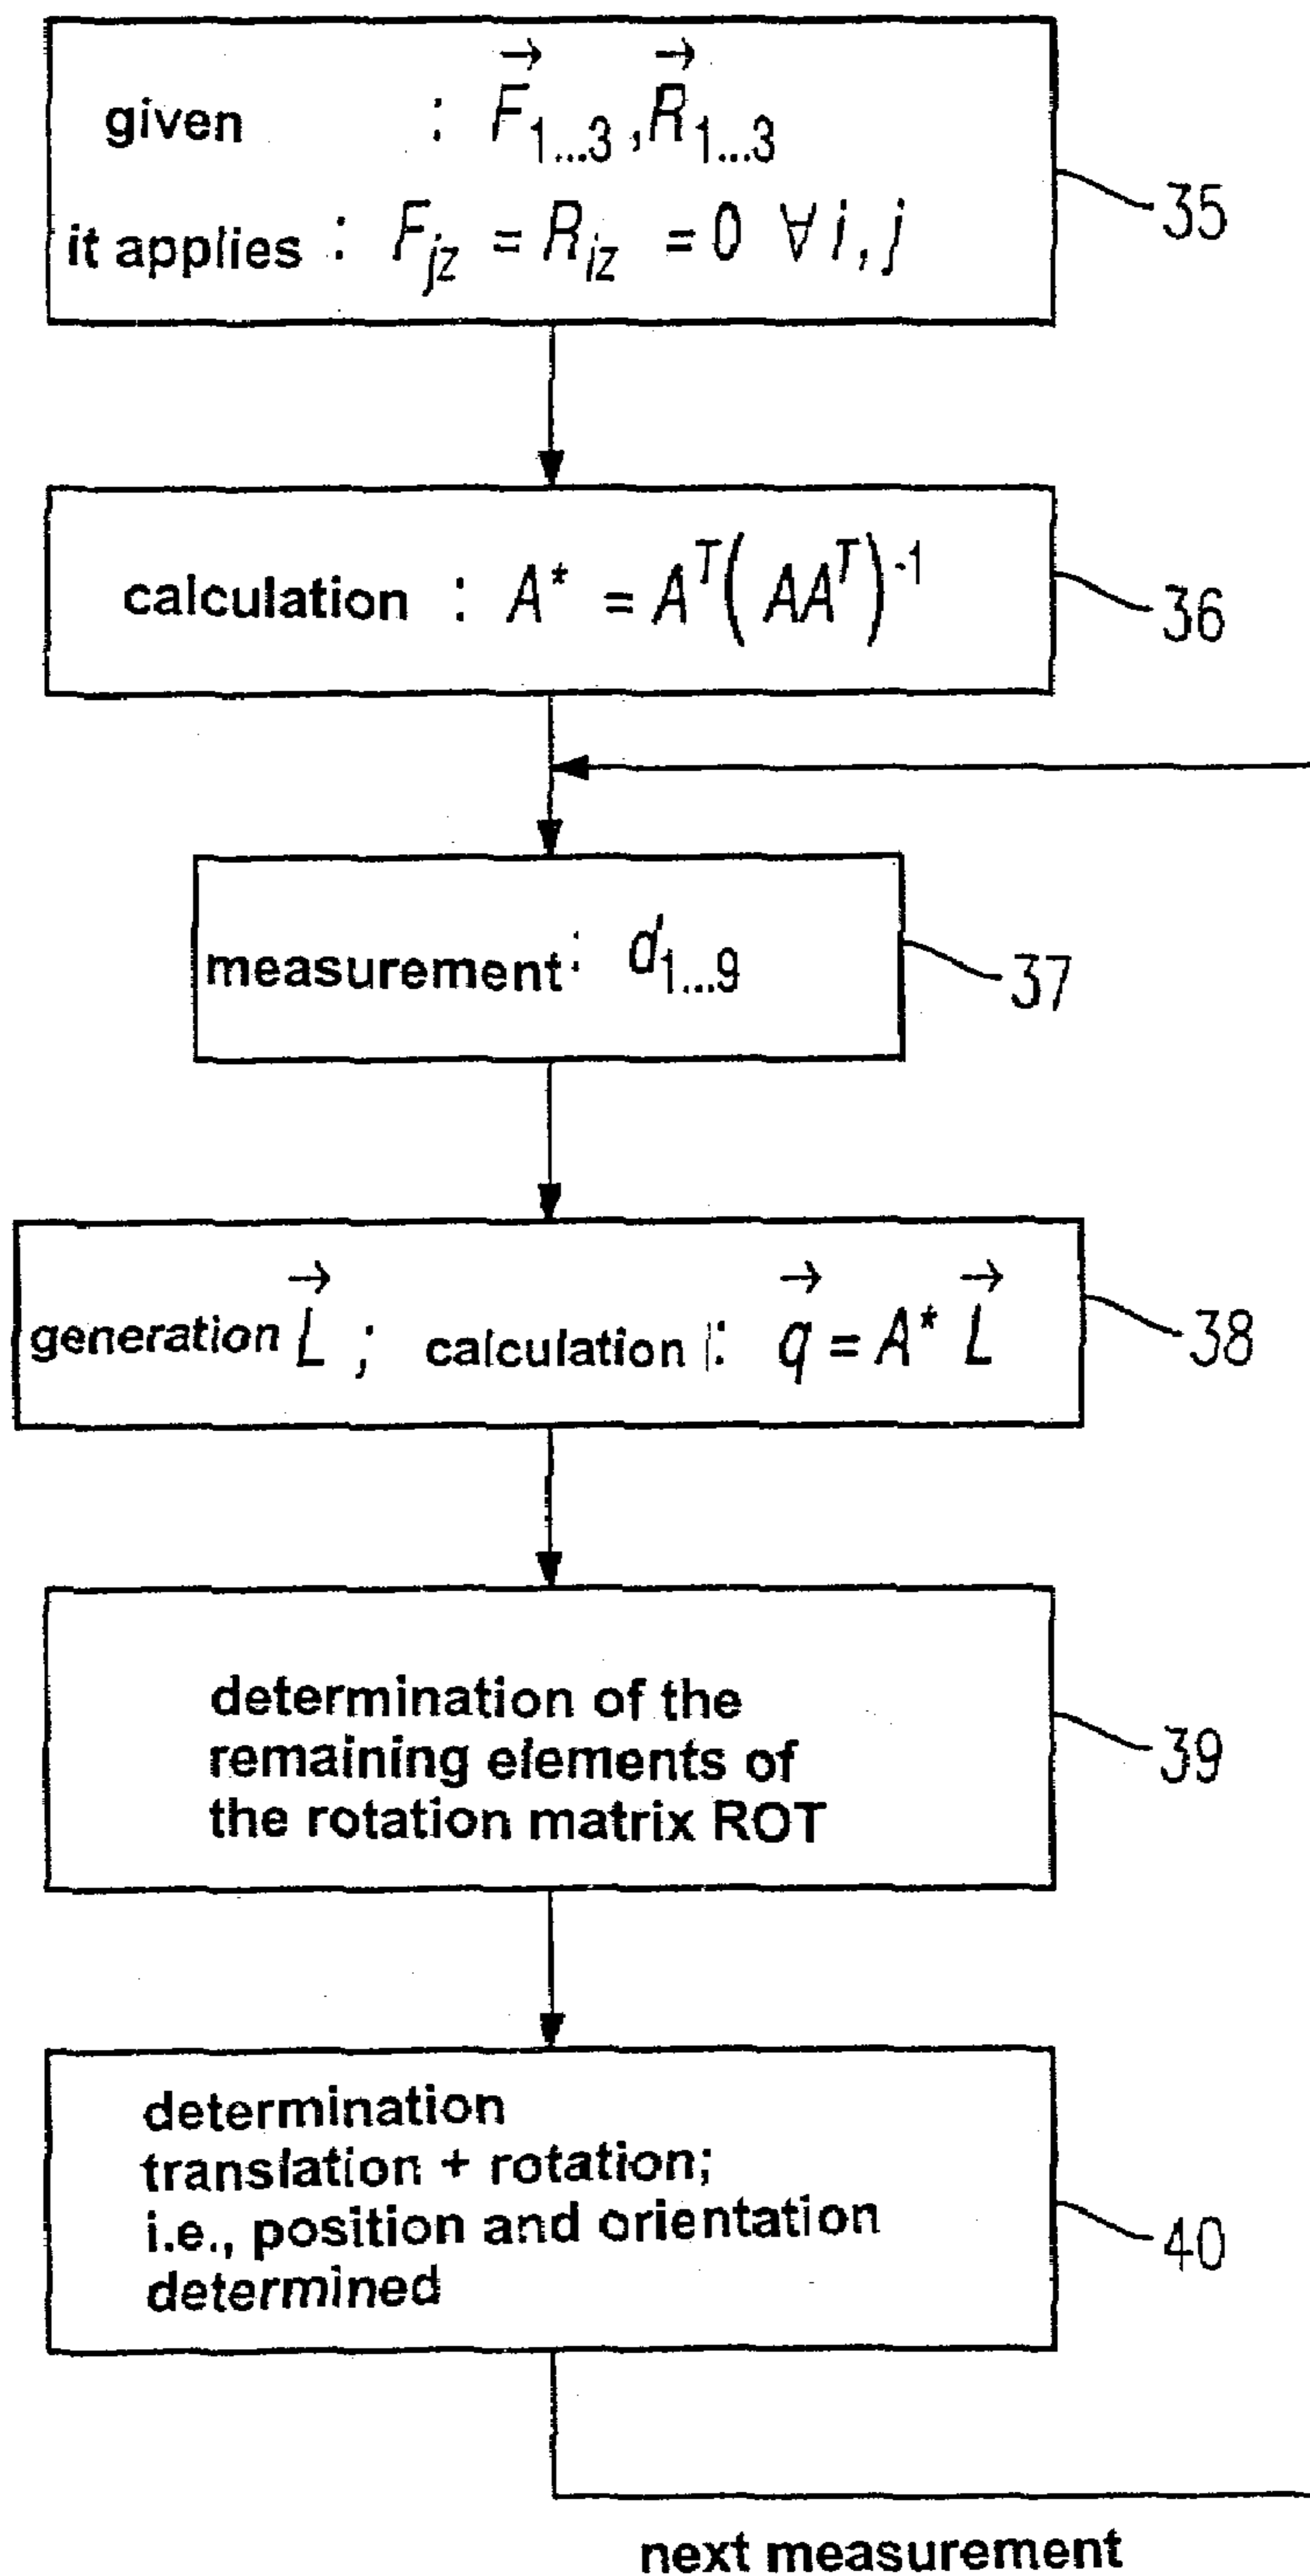 given : F⃗1...3 , R⃗1...3
it applies : Fjz = Riz = 0 ∀ i, j
35
calculation : A* = A^T(AA^T)^-1
36
measurement : d1...9
37
generation L⃗ ; calculation : q⃗ = A* L⃗
38
determination of the
remaining elements of
the rotation matrix ROT
39
determination
translation + rotation;
i.e., position and orientation
determined
40
next measurement